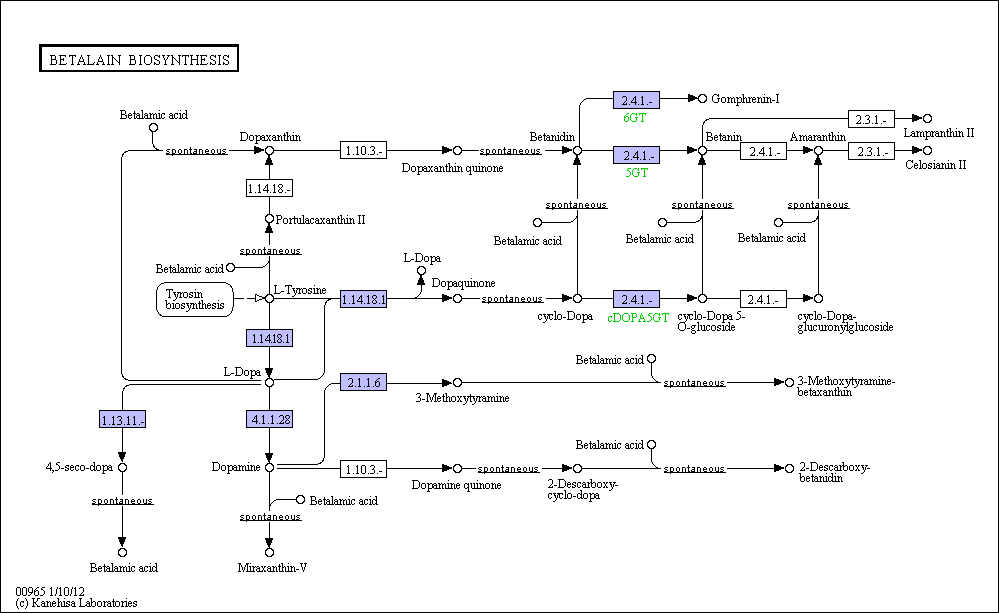 BETALAIN BIOSYNTHESIS
2.4.1.-
Gomphrenin-I
6GT
Betalamic acid
2.3.1.-
Lampranthin II
Dopaxanthin
Betanidin
Betanin
Amaranthin
spontaneous
1.10.3.-
spontaneous
2.4.1.-
2.4.1.-
2.3.1.-
Dopaxanthin quinone
5GT
Celosianin II
1.14.18.-
spontaneous
spontaneous
spontaneous
Portulacaxanthin II
Betalamic acid
Betalamic acid
Betalamic acid
spontaneous
Betalamic acid
L-Dopa
Dopaquinone
Tyrosin
biosynthesis
L-Tyrosine
1.14.18.1
spontaneous
2.4.1.-
2.4.1.-
cyclo-Dopa
cDOPA5GT
cyclo-Dopa 5-
O-glucoside
cyclo-Dopa-
glucuronylglucoside
1.14.18.1
L-Dopa
2.1.1.6
3-Methoxytyramine
Betalamic acid
spontaneous
3-Methoxytyramine-
betaxanthin
1.13.11.-
4.1.1.28
4,5-seco-dopa
Dopamine
1.10.3.-
Dopamine quinone
spontaneous
2-Descarboxy-
cyclo-dopa
Betalamic acid
spontaneous
2-Descarboxy-
betanidin
spontaneous
Betalamic acid
spontaneous
Betalamic acid
Miraxanthin-V
00965 1/10/12
(c) Kanehisa Laboratories